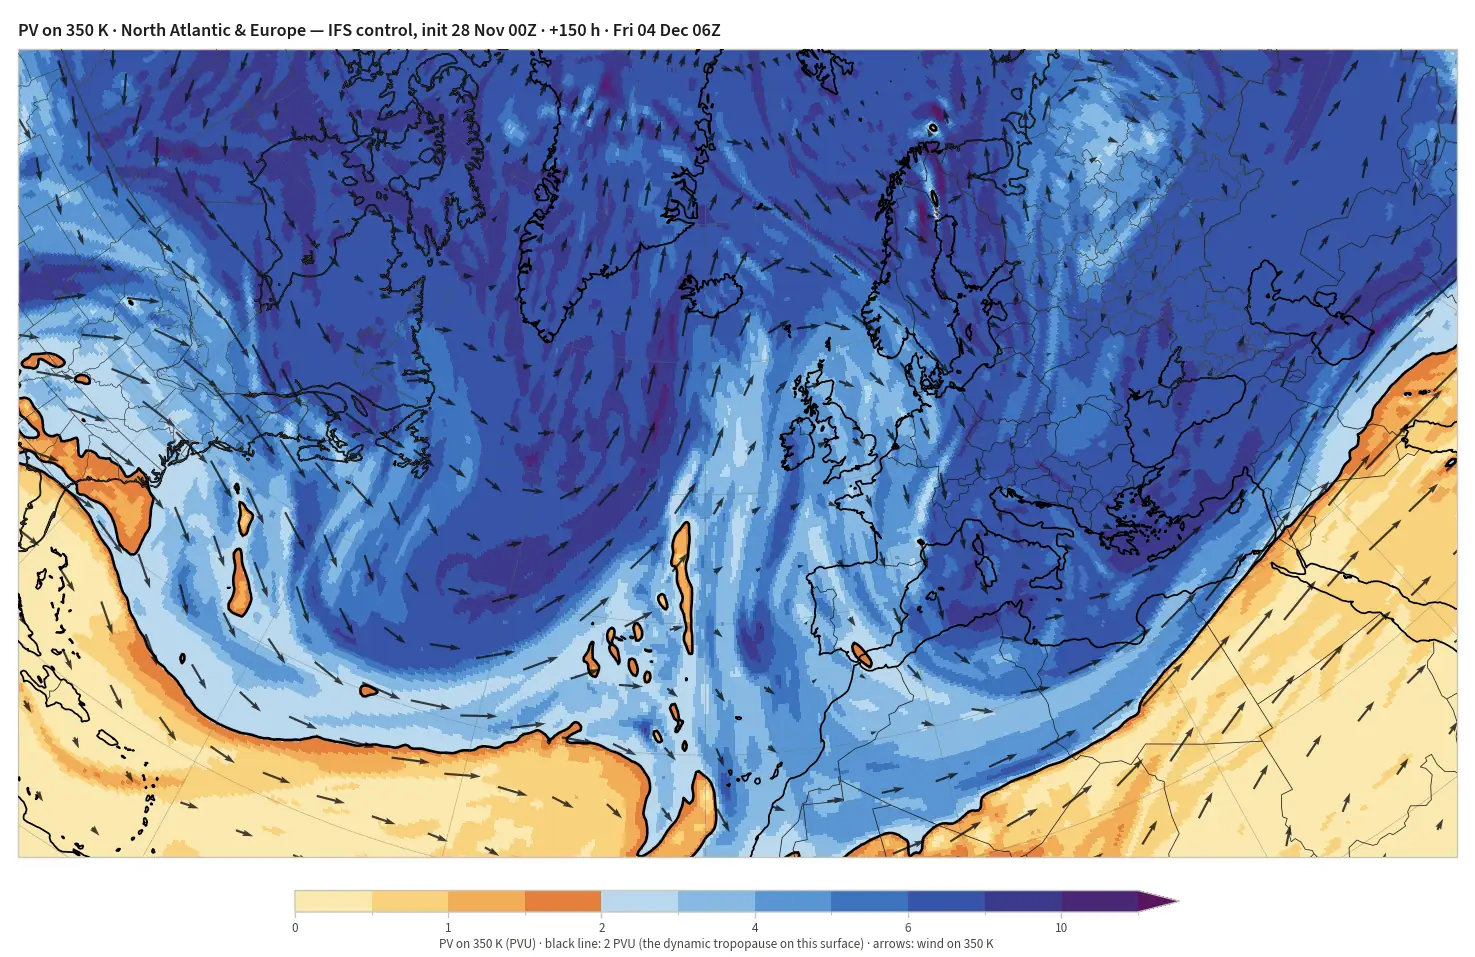 PV on 350 K · North Atlantic & Europe — IFS control, init 28 Nov 00Z · +150 h · Fri 04 Dec 06Z
0 1 2 4 6 10
PV on 350 K (PVU) · black line: 2 PVU (the dynamic tropopause on this surface) · arrows: wind on 350 K